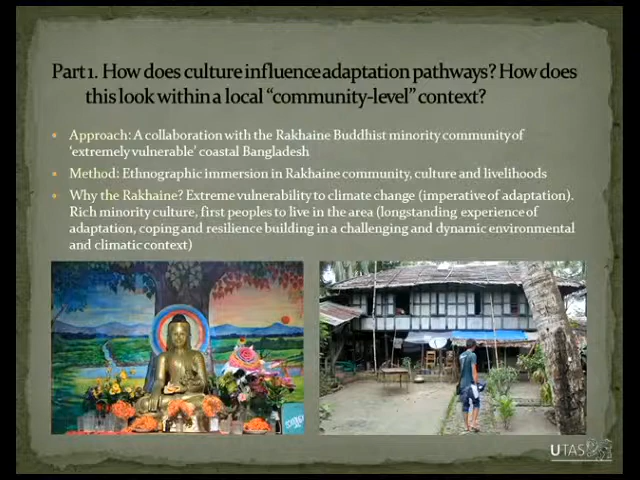 Part 1. How does culture influence adaptation pathways? How does
this look within a local “community-level” context?
Approach: A collaboration with the Rakhaine Buddhist minority community of
‘extremely vulnerable’ coastal Bangladesh
Method: Ethnographic immersion in Rakhaine community, culture and livelihoods
Why the Rakhaine? Extreme vulnerability to climate change (imperative of adaptation).
Rich minority culture, first peoples to live in the area (longstanding experience of
adaptation, coping and resilience building in a challenging and dynamic environmental
and climatic context)
UTAS